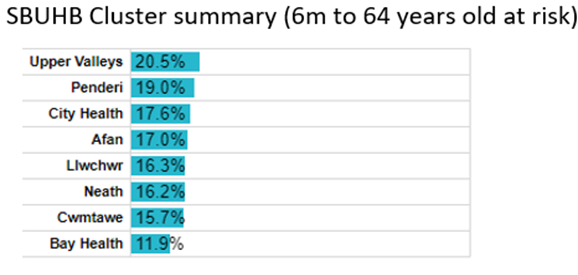 SBUHB Cluster summary (6m to 64 years old at risk)
Upper Valleys 20.5%
Penderi 19.0%
City Health 17.6%
Afan 17.0%
Llwchwr 16.3%
Neath 16.2%
Cwmtawe 15.7%
Bay Health 11.9%